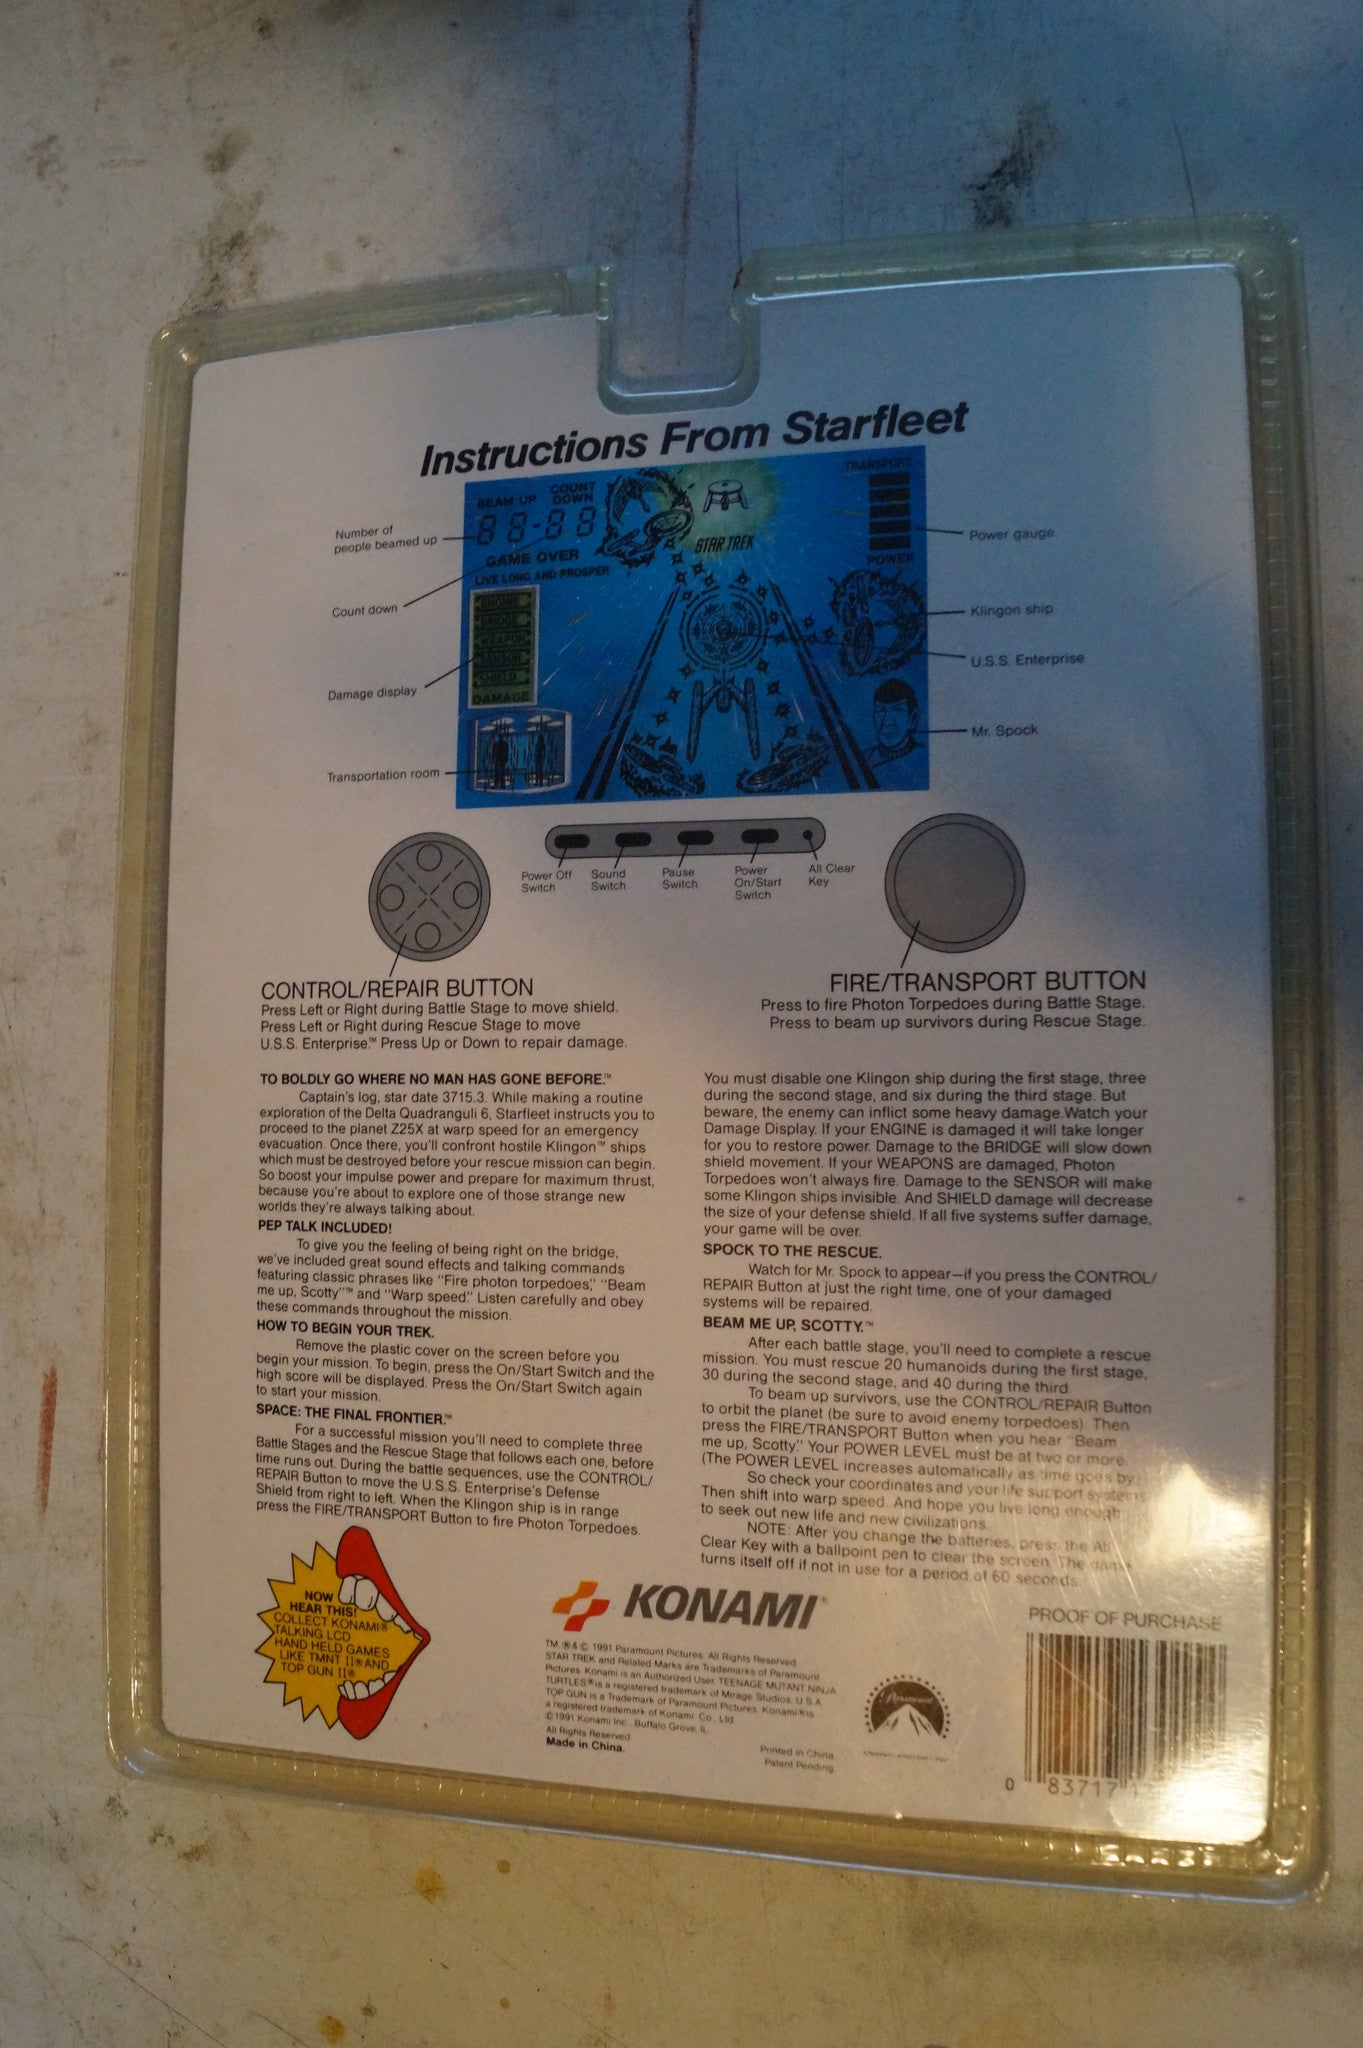 Instructions From Starfleet
BEAM UP
COUNT
DOWN
88-88
GAME OVER
LIVE LONG AND PROSPER
STAR TREK
TRANSPORT
POWER
ENGINE
BRIDGE
WEAPON
SENSOR
SHIELD
DAMAGE
Number of
people beamed up
Count down
Damage display
Transportation room
Power gauge
Klingon ship
U.S.S. Enterprise
Mr. Spock
Power Off
Switch
Sound
Switch
Pause
Switch
Power
On/Start
Switch
All Clear
Key
CONTROL/REPAIR BUTTON
Press Left or Right during Battle Stage to move shield.
Press Left or Right during Rescue Stage to move
U.S.S. Enterprise.™ Press Up or Down to repair damage.
FIRE/TRANSPORT BUTTON
Press to fire Photon Torpedoes during Battle Stage.
Press to beam up survivors during Rescue Stage.
TO BOLDLY GO WHERE NO MAN HAS GONE BEFORE.™
Captain's log, star date 3715.3. While making a routine
exploration of the Delta Quadranguli 6, Starfleet instructs you to
proceed to the planet Z25X at warp speed for an emergency
evacuation. Once there, you'll confront hostile Klingon™ ships
which must be destroyed before your rescue mission can begin.
So boost your impulse power and prepare for maximum thrust,
because you're about to explore one of those strange new
worlds they're always talking about.
PEP TALK INCLUDED!
To give you the feeling of being right on the bridge,
we've included great sound effects and talking commands
featuring classic phrases like "Fire photon torpedoes," "Beam
me up, Scotty"™ and "Warp speed." Listen carefully and obey
these commands throughout the mission.
HOW TO BEGIN YOUR TREK.
Remove the plastic cover on the screen before you
begin your mission. To begin, press the On/Start Switch and the
high score will be displayed. Press the On/Start Switch again
to start your mission.
SPACE: THE FINAL FRONTIER.™
For a successful mission you'll need to complete three
Battle Stages and the Rescue Stage that follows each one, before
time runs out. During the battle sequences, use the CONTROL/
REPAIR Button to move the U.S.S. Enterprise's Defense
Shield from right to left. When the Klingon ship is in range
press the FIRE/TRANSPORT Button to fire Photon Torpedoes.
You must disable one Klingon ship during the first stage, three
during the second stage, and six during the third stage. But
beware, the enemy can inflict some heavy damage. Watch your
Damage Display. If your ENGINE is damaged it will take longer
for you to restore power. Damage to the BRIDGE will slow down
shield movement. If your WEAPONS are damaged, Photon
Torpedoes won't always fire. Damage to the SENSOR will make
some Klingon ships invisible. And SHIELD damage will decrease
the size of your defense shield. If all five systems suffer damage,
your game will be over.
SPOCK TO THE RESCUE.
Watch for Mr. Spock to appear—if you press the CONTROL/
REPAIR Button at just the right time, one of your damaged
systems will be repaired.
BEAM ME UP, SCOTTY.™
After each battle stage, you'll need to complete a rescue
mission. You must rescue 20 humanoids during the first stage,
30 during the second stage, and 40 during the third.
To beam up survivors, use the CONTROL/REPAIR Button
to orbit the planet (be sure to avoid enemy torpedoes). Then
press the FIRE/TRANSPORT Button when you hear "Beam
me up, Scotty." Your POWER LEVEL must be at two or more.
(The POWER LEVEL increases automatically as time goes by.
So check your coordinates and your life support systems.
Then shift into warp speed. And hope you live long enough
to seek out new life and new civilizations.
NOTE: After you change the batteries, press the All
Clear Key with a ballpoint pen to clear the screen. The game
turns itself off if not in use for a period of 60 seconds.
NOW
HEAR THIS!
COLLECT KONAMI®
TALKING LCD
HAND HELD GAMES
LIKE TMNT II® AND
TOP GUN II®
KONAMI®
TM ® & © 1991 Paramount Pictures. All Rights Reserved.
STAR TREK and Related Marks are Trademarks of Paramount
Pictures. Konami is an Authorized User. TEENAGE MUTANT NINJA
TURTLES® is a registered trademark of Mirage Studios, U.S.A.
TOP GUN is a Trademark of Paramount Pictures. Konami® is
a registered trademark of Konami Co., Ltd.
© 1991 Konami Inc., Buffalo Grove, IL.
All Rights Reserved
Made in China.
Printed in China.
Patent Pending.
Paramount
PROOF OF PURCHASE
0 83717 1